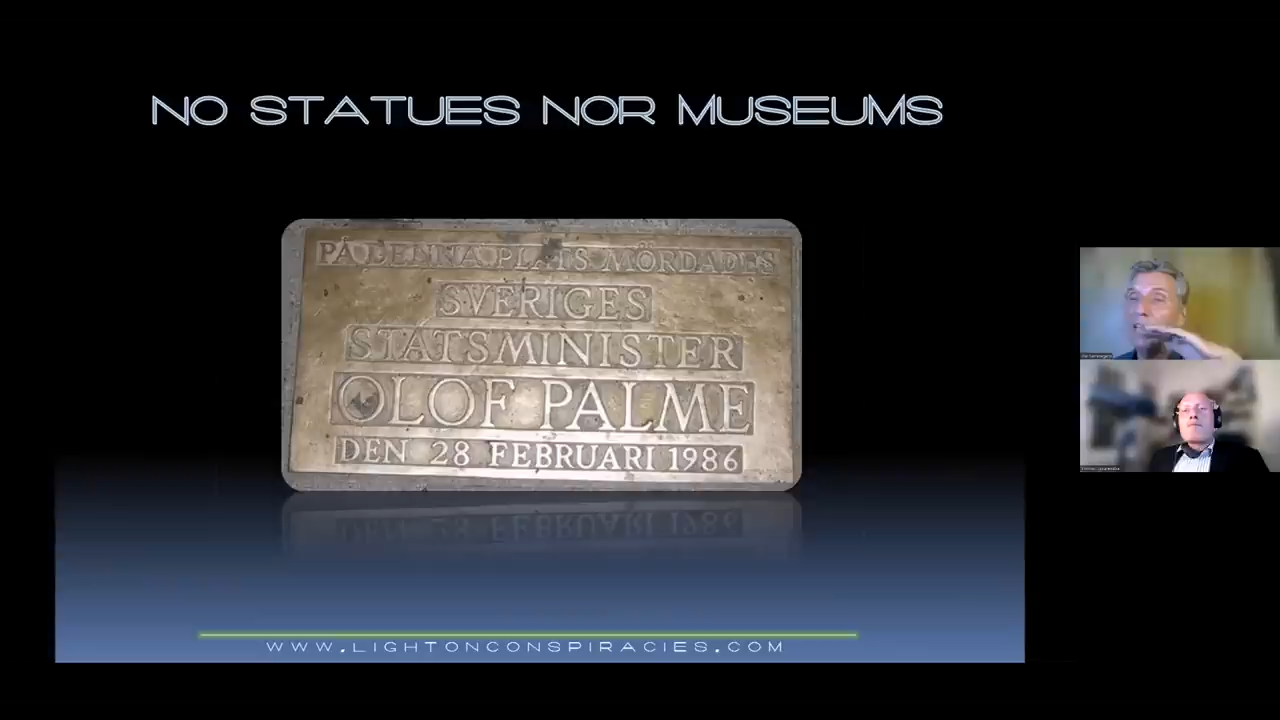 NO STATUES NOR MUSEUMS
PÅ DENNA PLATS MÖRDADES
SVERIGES
STATSMINISTER
OLOF PALME
DEN 28 FEBRUARI 1986
WWW.LIGHTONCONSPIRACIES.COM